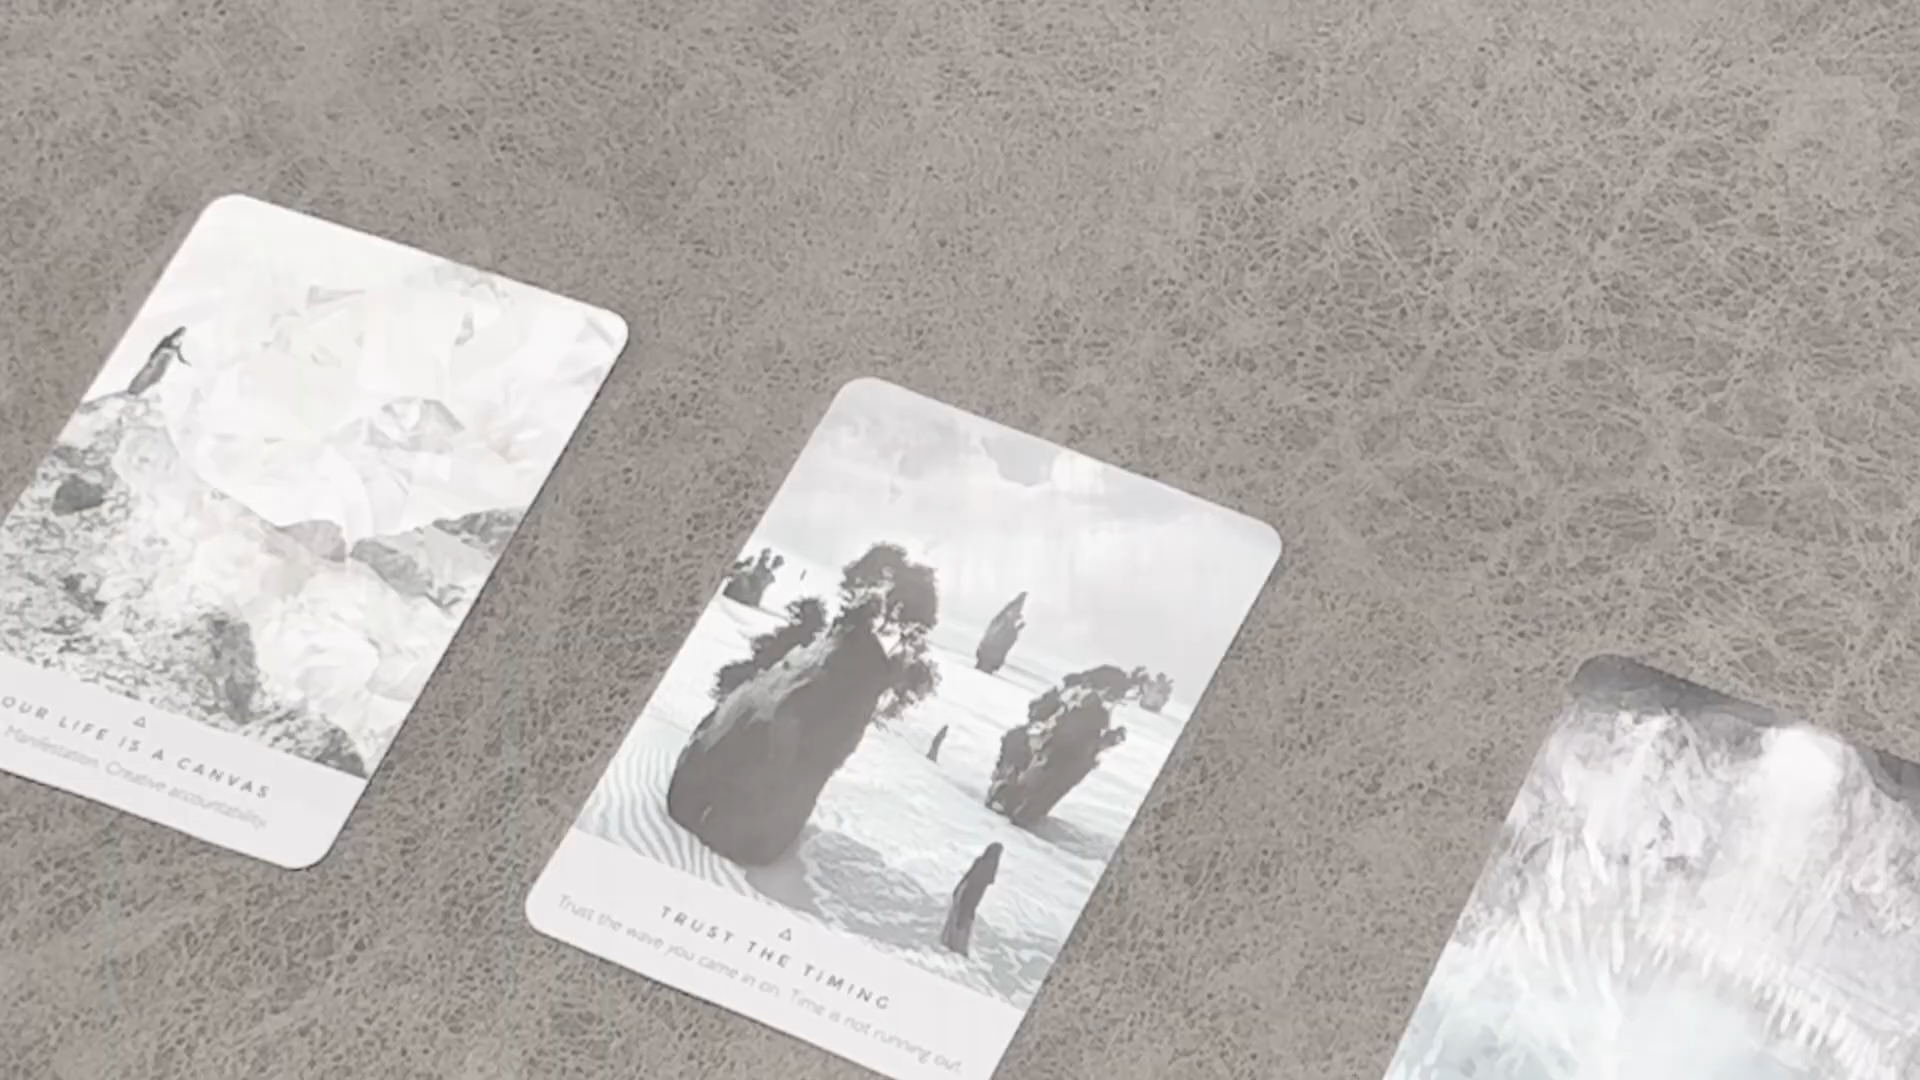 OUR LIFE IS A CANVAS
Manifestation. Creative accountability.
TRUST THE TIMING
Trust the wave you came in on. Time is not running out.